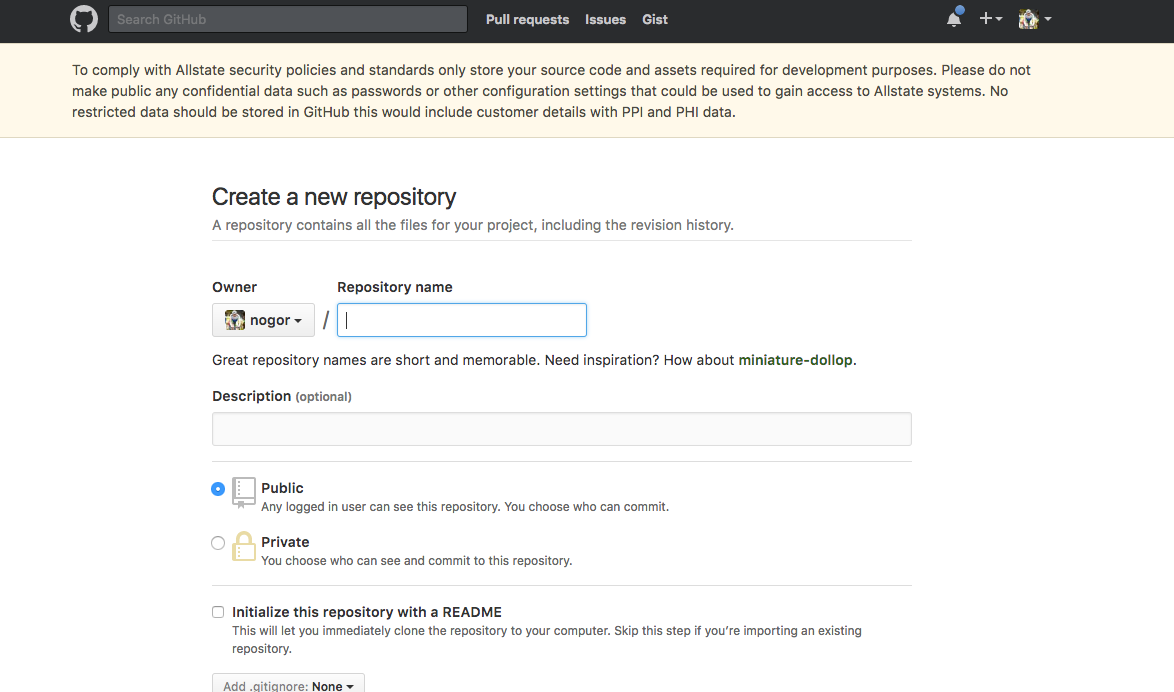 Search GitHub Pull requests Issues Gist
To comply with Allstate security policies and standards only store your source code and assets required for development purposes. Please do not
make public any confidential data such as passwords or other configuration settings that could be used to gain access to Allstate systems. No
restricted data should be stored in GitHub this would include customer details with PPI and PHI data.
Create a new repository
A repository contains all the files for your project, including the revision history.
Owner Repository name
nogor /
Great repository names are short and memorable. Need inspiration? How about miniature-dollop.
Description (optional)
Public
Any logged in user can see this repository. You choose who can commit.
Private
You choose who can see and commit to this repository.
Initialize this repository with a README
This will let you immediately clone the repository to your computer. Skip this step if you’re importing an existing
repository.
Add .gitignore: None